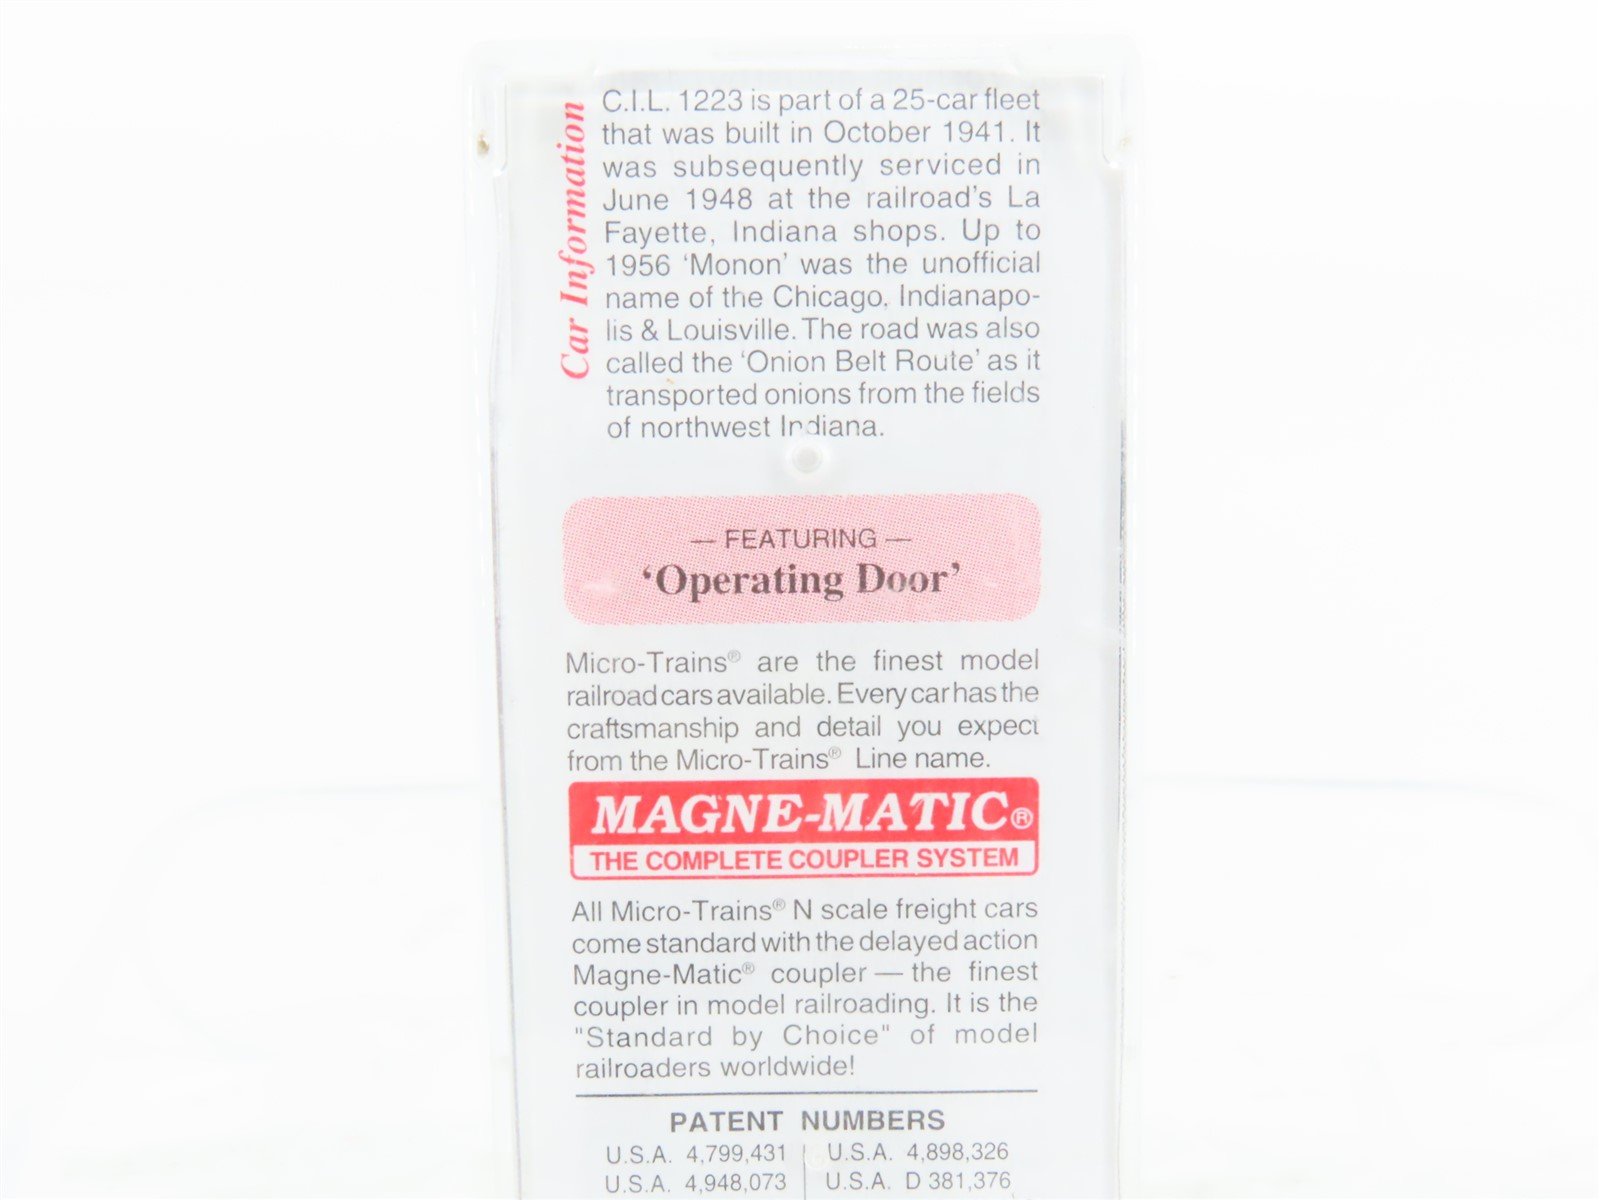 Car Information
C.I.L. 1223 is part of a 25-car fleet
that was built in October 1941. It
was subsequently serviced in
June 1948 at the railroad's La
Fayette, Indiana shops. Up to
1956 'Monon' was the unofficial
name of the Chicago, Indianapo-
lis & Louisville. The road was also
called the 'Onion Belt Route' as it
transported onions from the fields
of northwest Indiana.
— FEATURING —
'Operating Door'
Micro-Trains® are the finest model
railroad cars available. Every car has the
craftsmanship and detail you expect
from the Micro-Trains® Line name.
MAGNE-MATIC®
THE COMPLETE COUPLER SYSTEM
All Micro-Trains® N scale freight cars
come standard with the delayed action
Magne-Matic® coupler — the finest
coupler in model railroading. It is the
"Standard by Choice" of model
railroaders worldwide!
PATENT NUMBERS
U.S.A. 4,799,431 U.S.A. 4,898,326
U.S.A. 4,948,073 U.S.A. D 381,376